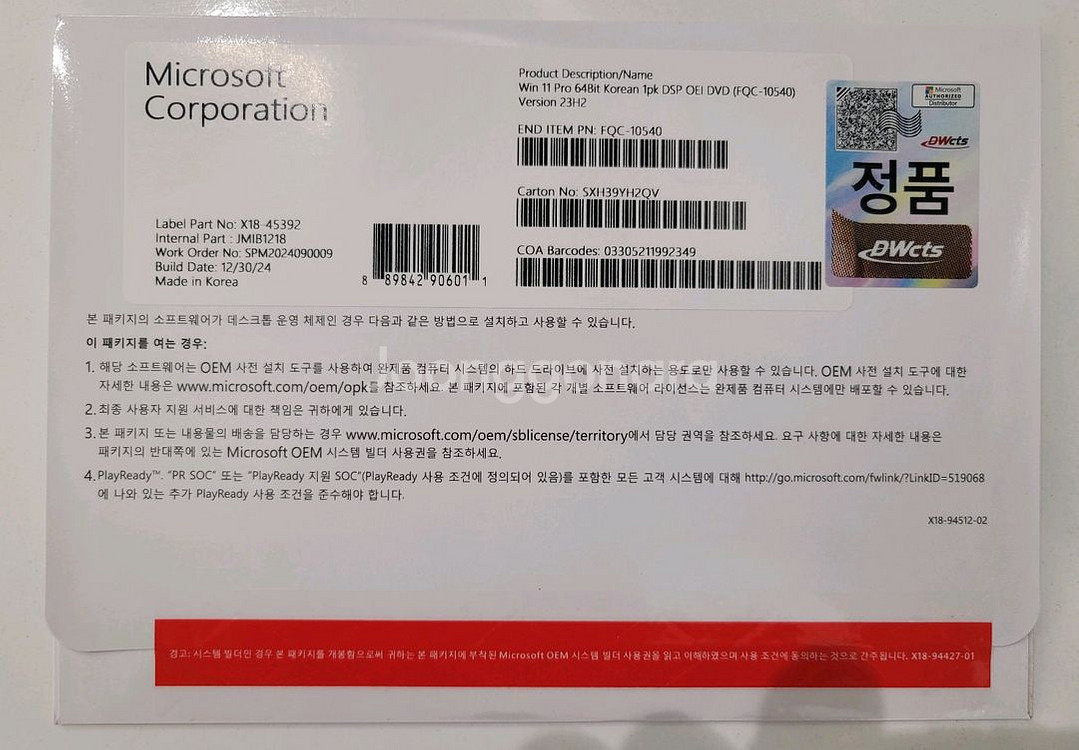 Microsoft
Corporation
Product Description/Name
Win 11 Pro 64Bit Korean 1pk DSP OEI DVD (FQC-10540)
Version 23H2
END ITEM PN: FQC-10540
Carton No: SXH39YH2QV
COA Barcodes: 03305211992349
Label Part No: X18-45392
Internal Part : JMIB1218
Work Order No: SPM2024090009
Build Date: 12/30/24
Made in Korea
8 89842 90601 1
Microsoft
AUTHORIZED
Distributor
DWcts
정품
DWcts
본 패키지의 소프트웨어가 데스크톱 운영 체제인 경우 다음과 같은 방법으로 설치하고 사용할 수 있습니다.
이 패키지를 여는 경우:
1. 해당 소프트웨어는 OEM 사전 설치 도구를 사용하여 완제품 컴퓨터 시스템의 하드 드라이브에 사전 설치하는 용도로만 사용할 수 있습니다. OEM 사전 설치 도구에 대한
자세한 내용은 www.microsoft.com/oem/opk를 참조하세요. 본 패키지에 포함된 각 개별 소프트웨어 라이선스는 완제품 컴퓨터 시스템에만 배포할 수 있습니다.
2. 최종 사용자 지원 서비스에 대한 책임은 귀하에게 있습니다.
3. 본 패키지 또는 내용물의 배송을 담당하는 경우 www.microsoft.com/oem/sblicense/territory에서 담당 권역을 참조하세요. 요구 사항에 대한 자세한 내용은
패키지의 반대쪽에 있는 Microsoft OEM 시스템 빌더 사용권을 참조하세요.
4. PlayReady™. "PR SOC" 또는 "PlayReady 지원 SOC"(PlayReady 사용 조건에 정의되어 있음)를 포함한 모든 고객 시스템에 대해 http://go.microsoft.com/fwlink/?LinkID=519068
에 나와 있는 추가 PlayReady 사용 조건을 준수해야 합니다.
X18-94512-02
joonggonara
경고: 시스템 빌더인 경우 본 패키지를 개봉함으로써 귀하는 본 패키지에 부착된 Microsoft OEM 시스템 빌더 사용권을 읽고 이해하였으며 사용 조건에 동의하는 것으로 간주됩니다. X18-94427-01